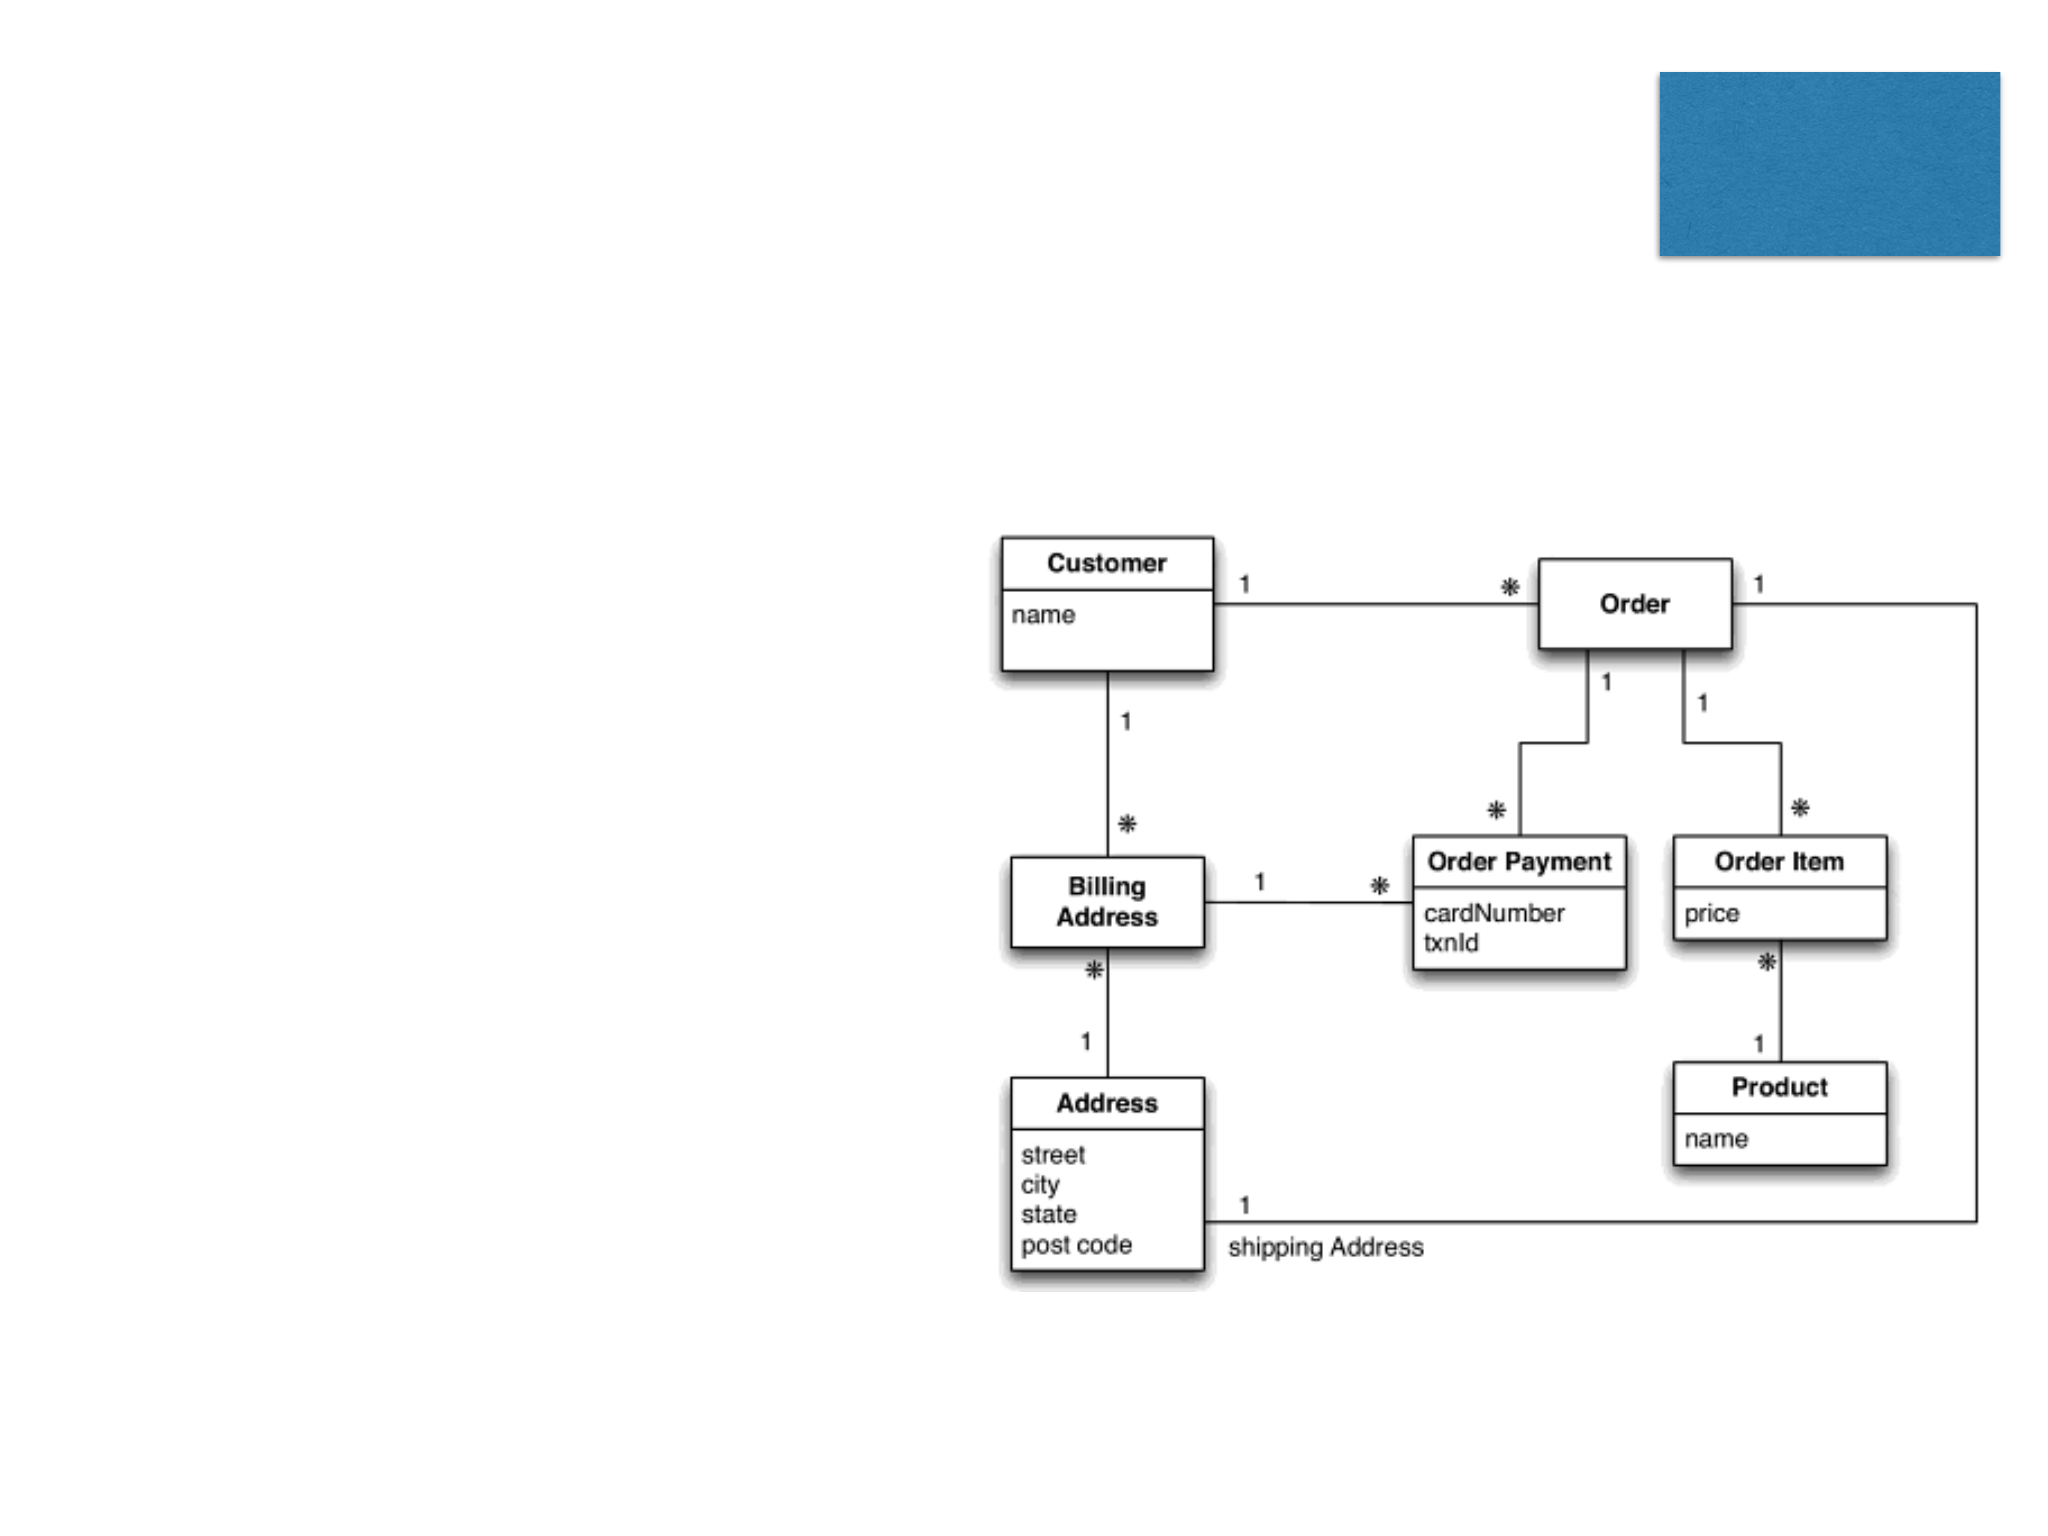 Customer
name
1
*
Order
1
1
1
1
*
*
*
Billing
Address
1
*
Order Payment
cardNumber
txnId
Order Item
price
*
1
*
1
Address
street
city
state
post code
Product
name
1
shipping Address